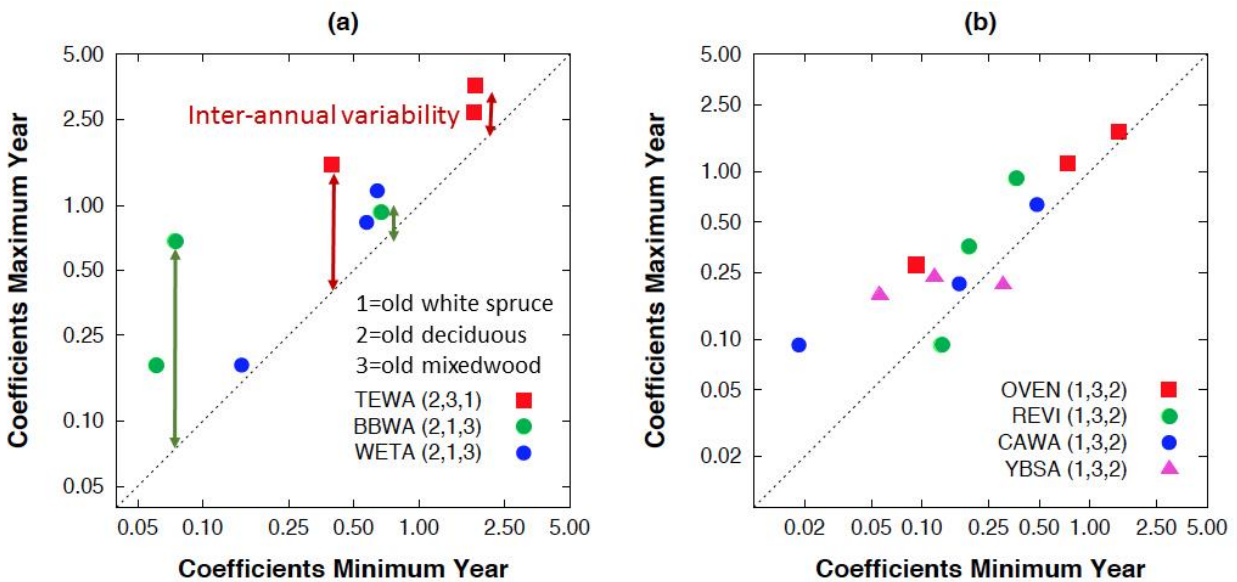 (a)
5.00
2.50
1.00
0.50
0.25
0.10
0.05
Coefficients Maximum Year
Inter-annual variability
1=old white spruce
2=old deciduous
3=old mixedwood
TEWA (2,3,1)
BBWA (2,1,3)
WETA (2,1,3)
0.05 0.10 0.25 0.50 1.00 2.50 5.00
Coefficients Minimum Year
(b)
5.00
2.50
1.00
0.50
0.25
0.10
0.05
0.02
Coefficients Maximum Year
OVEN (1,3,2)
REVI (1,3,2)
CAWA (1,3,2)
YBSA (1,3,2)
0.02 0.05 0.10 0.25 0.50 1.00 2.50 5.00
Coefficients Minimum Year